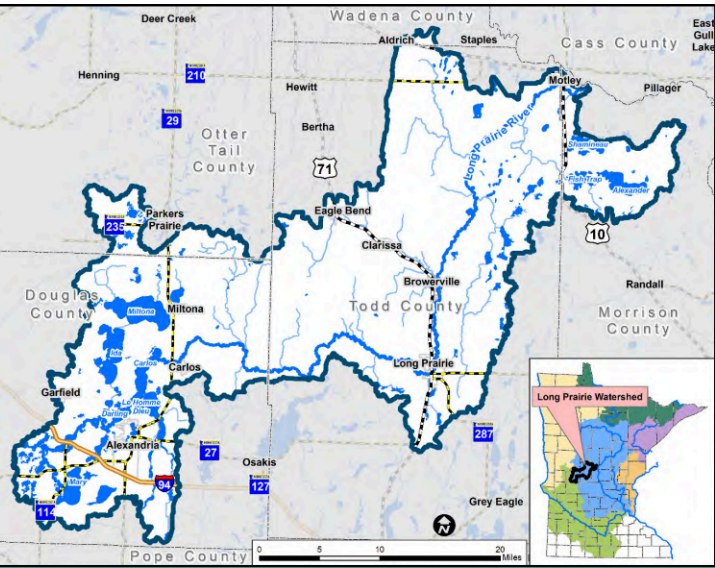 Wadena County
Deer Creek
Aldrich
Staples
East
Gull
Lake
Cass County
Henning
210
Hewitt
Motley
Pillager
29
Bertha
Otter
Tail
County
71
Long Prairie River
Shamineau
Fish Trap
Alexander
Parkers
Prairie
235
Eagle Bend
10
Clarissa
Browerville
Randall
Douglas
County
Miltona
Miltona
Todd County
Morrison
County
Ida
Carlos
Carlos
Long Prairie
Garfield
Le Homme
Dieu
Darling
Long Prairie Watershed
Alexandria
287
27
Osakis
94
127
Mary
114
Grey Eagle
N
Pope County
0 5 10 20
Miles